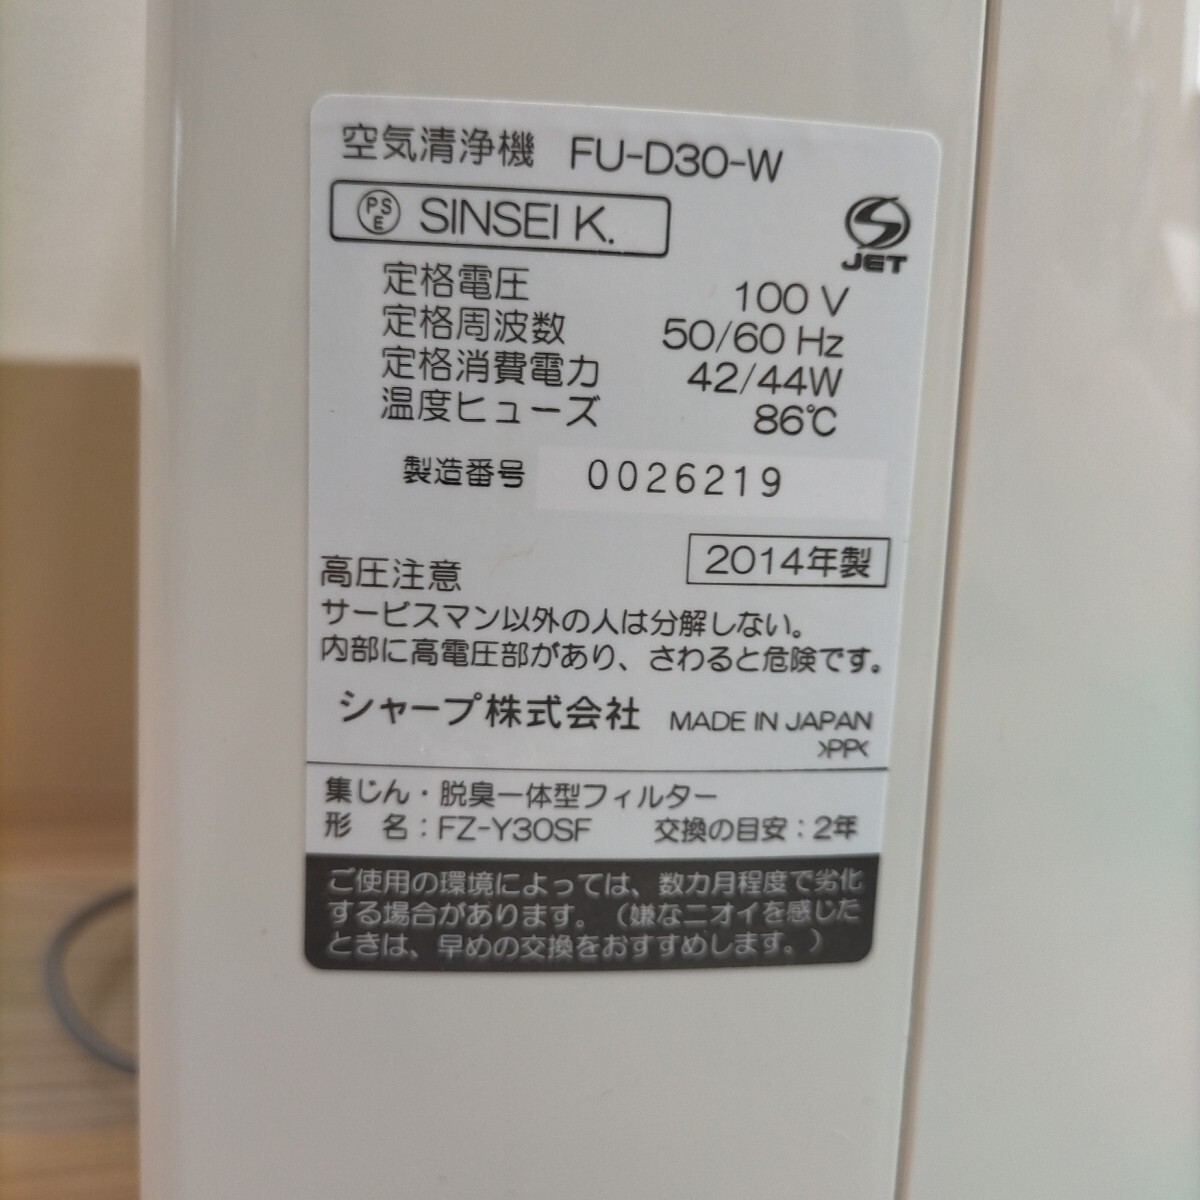 空気清浄機 FU-D30-W
PSE SINSEI K.
JET
定格電圧 100 V
定格周波数 50/60 Hz
定格消費電力 42/44W
温度ヒューズ 86℃
製造番号 0026219
2014年製
高圧注意
サービスマン以外の人は分解しない。
内部に高電圧部があり、さわると危険です。
シャープ株式会社 MADE IN JAPAN
>PP<
集じん・脱臭一体型フィルター
形 名:FZ-Y30SF 交換の目安:2年
ご使用の環境によっては、数カ月程度で劣化
する場合があります。(嫌なニオイを感じた
ときは、早めの交換をおすすめします。)